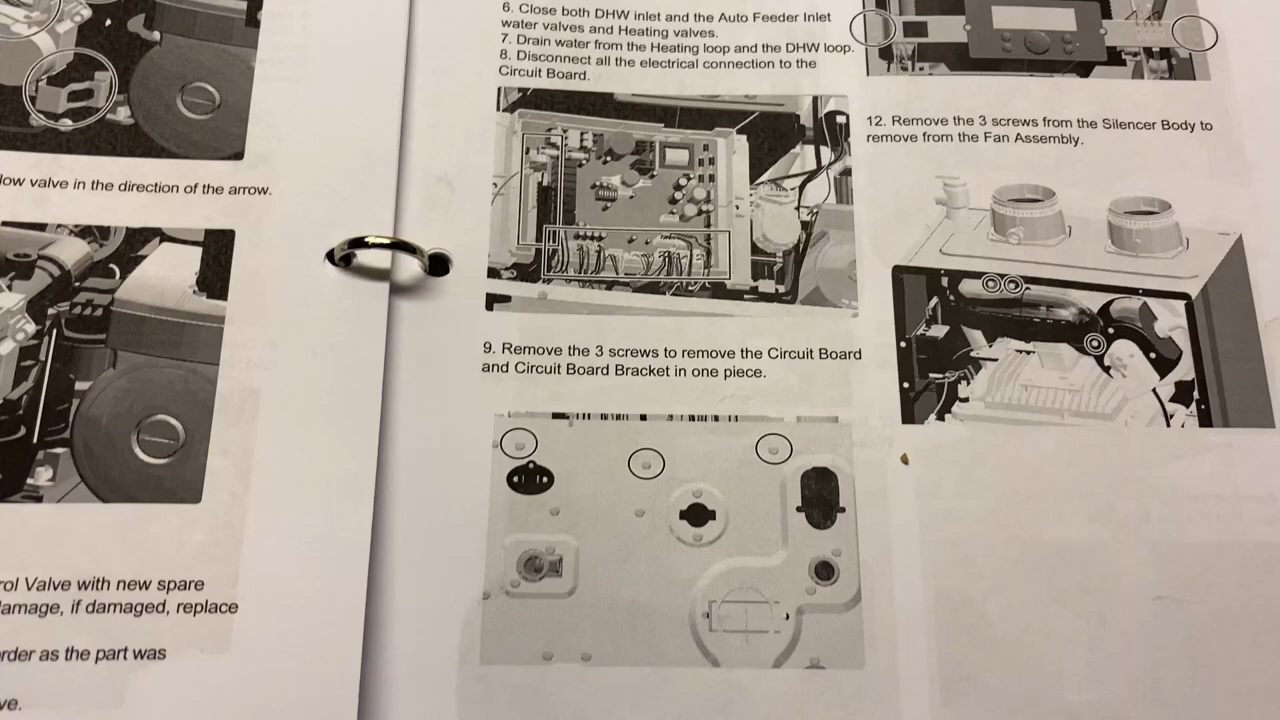 low valve in the direction of the arrow.
rol Valve with new spare
lamage, if damaged, replace
rder as the part was
ve.
6. Close both DHW inlet and the Auto Feeder Inlet
water valves and Heating valves.
7. Drain water from the Heating loop and the DHW loop.
8. Disconnect all the electrical connection to the
Circuit Board.
9. Remove the 3 screws to remove the Circuit Board
and Circuit Board Bracket in one piece.
12. Remove the 3 screws from the Silencer Body to
remove from the Fan Assembly.